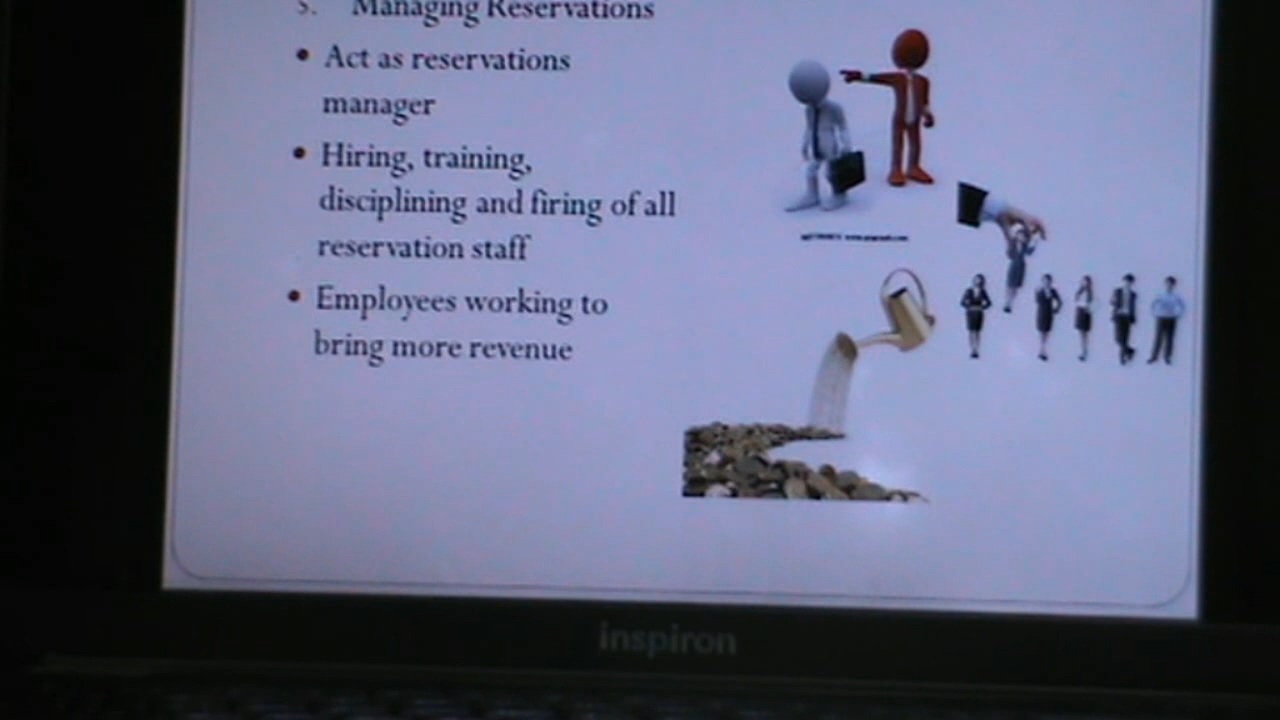 Managing Reservations
• Act as reservations
manager
• Hiring, training,
disciplining and firing of all
reservation staff
• Employees working to
bring more revenue
inspiron